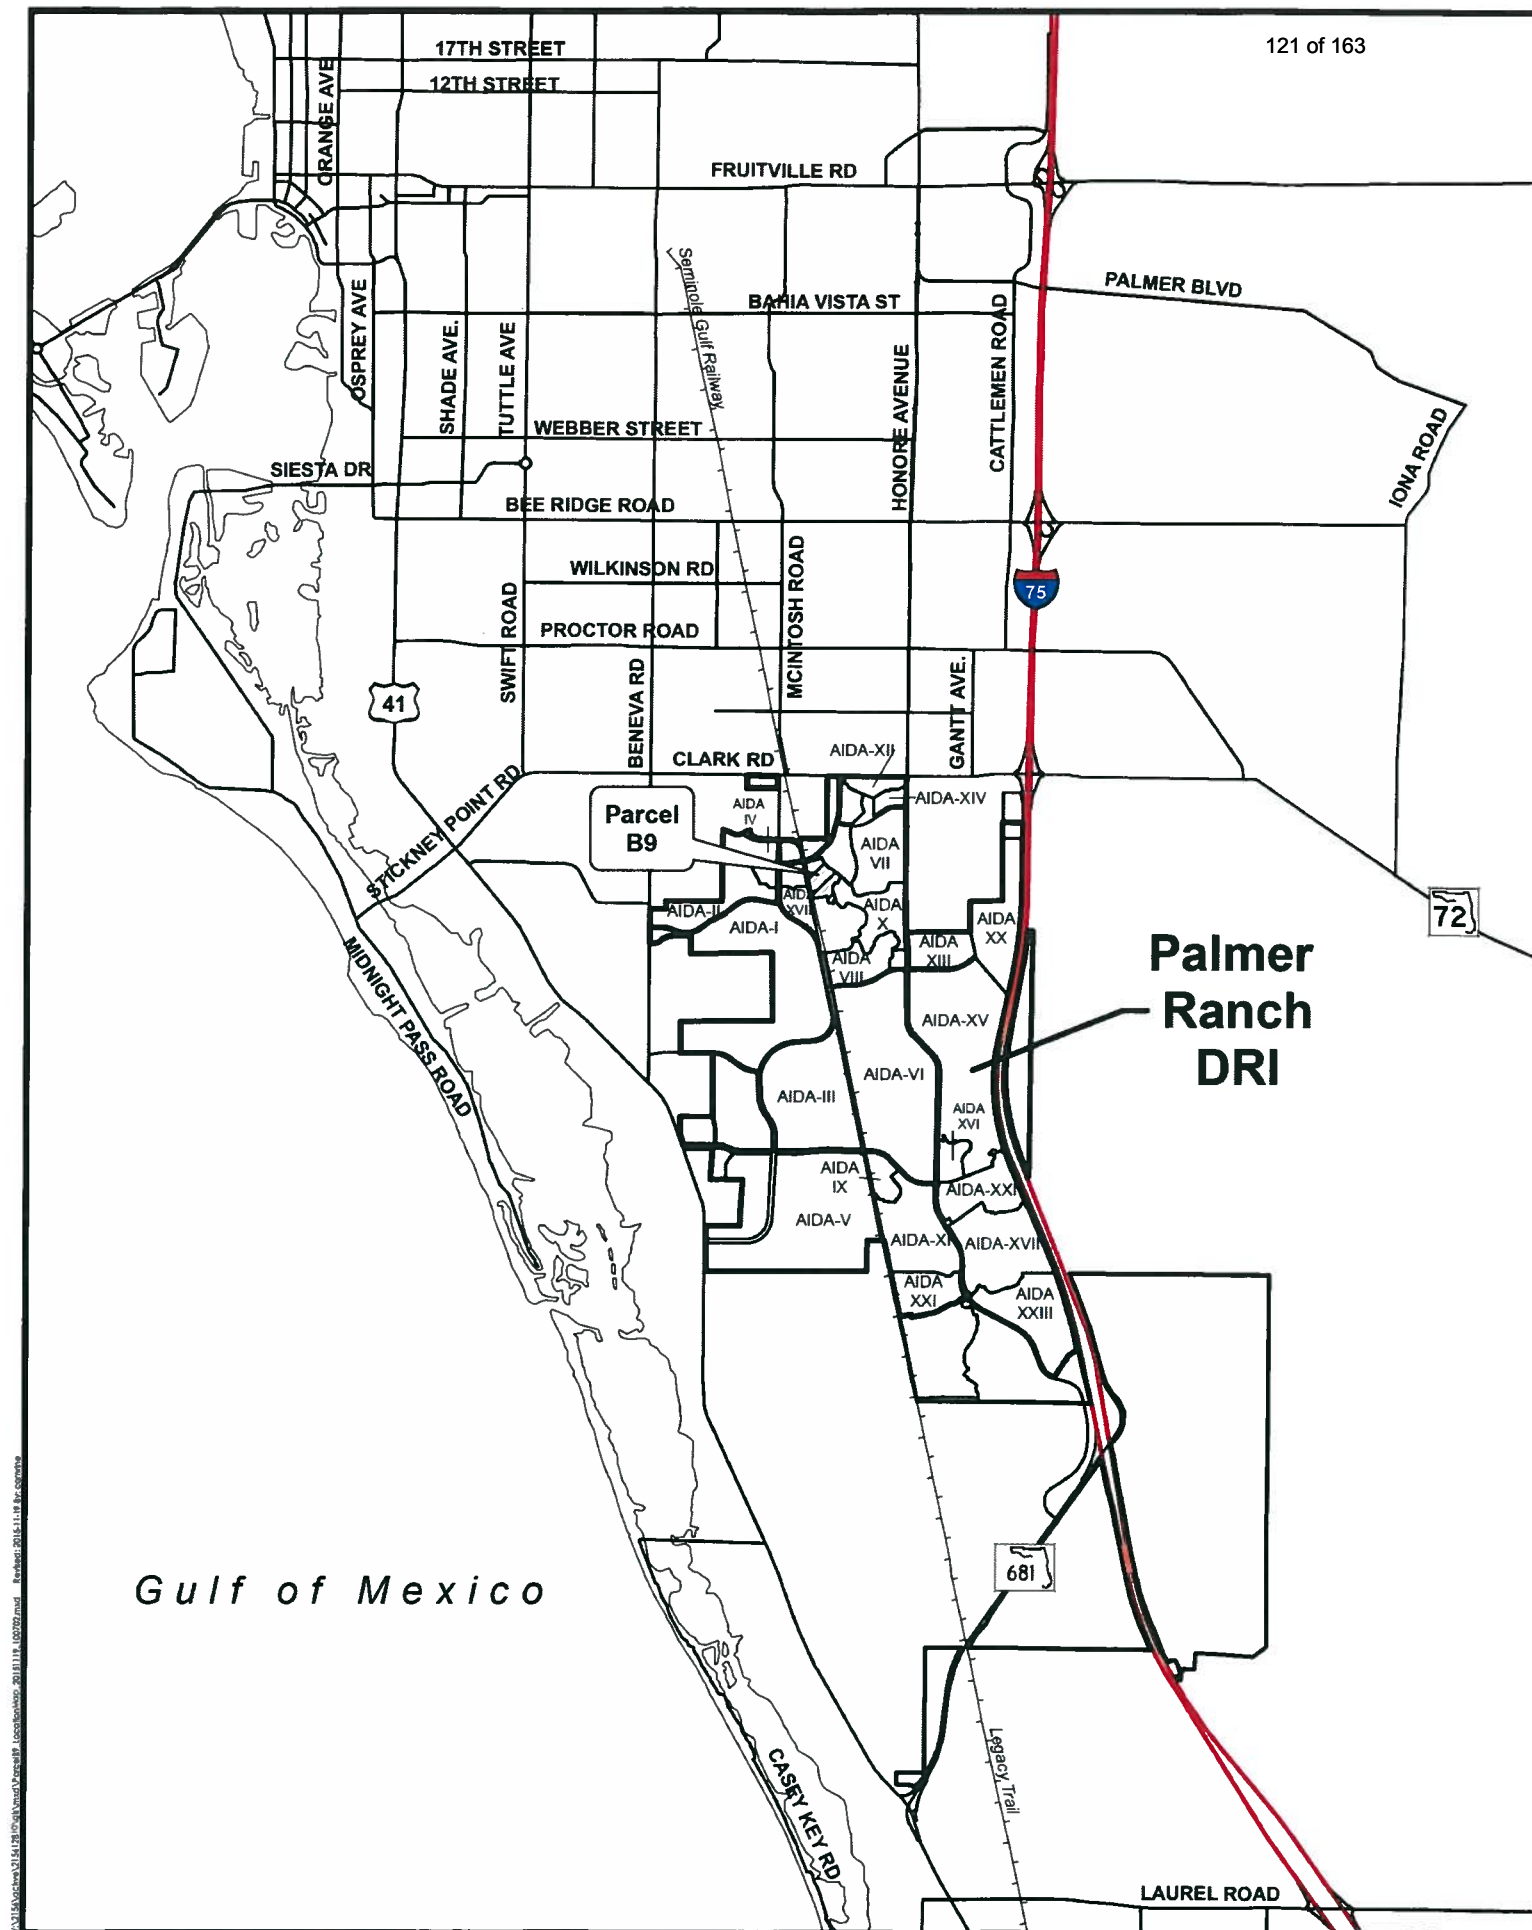 121 of 163
17TH STREET
12TH STREET
ORANGE AVE
FRUITVILLE RD
Seminole Gulf Railway
PALMER BLVD
BAHIA VISTA ST
OSPREY AVE
SHADE AVE.
TUTTLE AVE
HONORE AVENUE
CATTLEMEN ROAD
WEBBER STREET
IONA ROAD
SIESTA DR
BEE RIDGE ROAD
WILKINSON RD
MCINTOSH ROAD
75
SWIFT ROAD
PROCTOR ROAD
41
BENEVA RD
GANTT AVE.
CLARK RD
AIDA-XII
STICKNEY POINT RD
Parcel
B9
AIDA
IV
AIDA-XIV
AIDA
VII
AIDA-II
AIDA-I
AIDA
XVII
AIDA
X
AIDA
XX
72
AIDA
XIII
AIDA
VIII
Palmer
Ranch
DRI
MIDNIGHT PASS ROAD
AIDA-XV
AIDA-VI
AIDA-III
AIDA
XVI
AIDA
IX
AIDA-XXI
AIDA-V
AIDA-XI
AIDA-XVII
AIDA
XXI
AIDA
XXIII
681
Gulf of Mexico
Legacy Trail
CASEY KEY RD
LAUREL ROAD